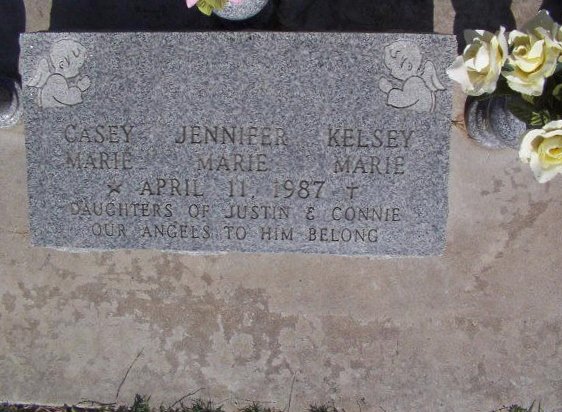 CASEY JENNIFER KELSEY
MARIE MARIE MARIE
★ APRIL 11, 1987 ✝
DAUGHTERS OF JUSTIN & CONNIE
OUR ANGELS TO HIM BELONG